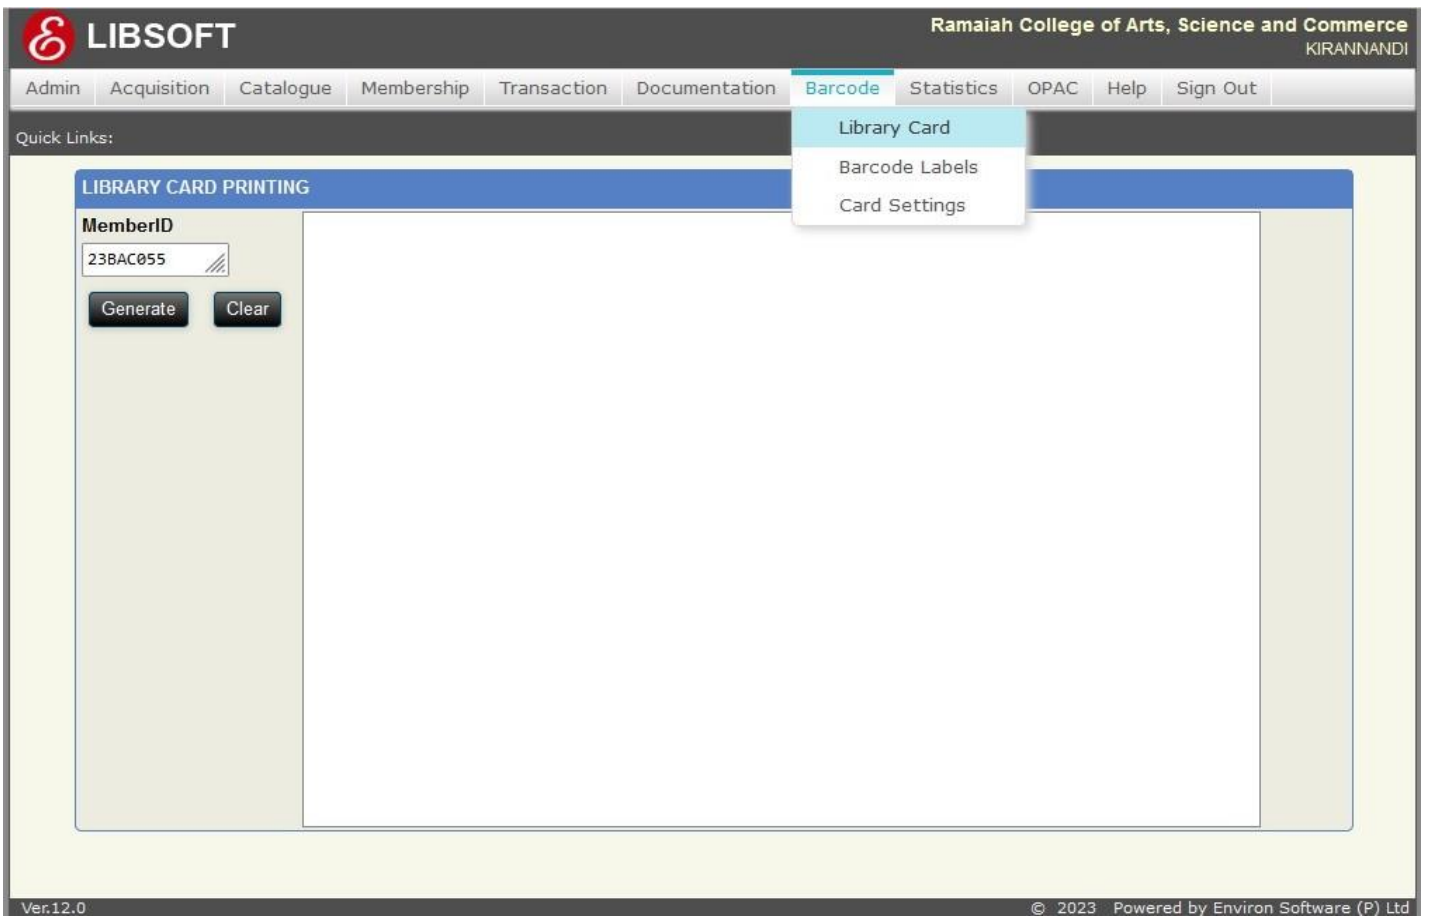 LIBSOFT
Ramaiah College of Arts, Science and Commerce
KIRANNANDI
Admin Acquisition Catalogue Membership Transaction Documentation Barcode Statistics OPAC Help Sign Out
Library Card
Barcode Labels
Card Settings
Quick Links:
LIBRARY CARD PRINTING
MemberID
23BAC055
Generate Clear
Ver.12.0
© 2023 Powered by Environ Software (P) Ltd